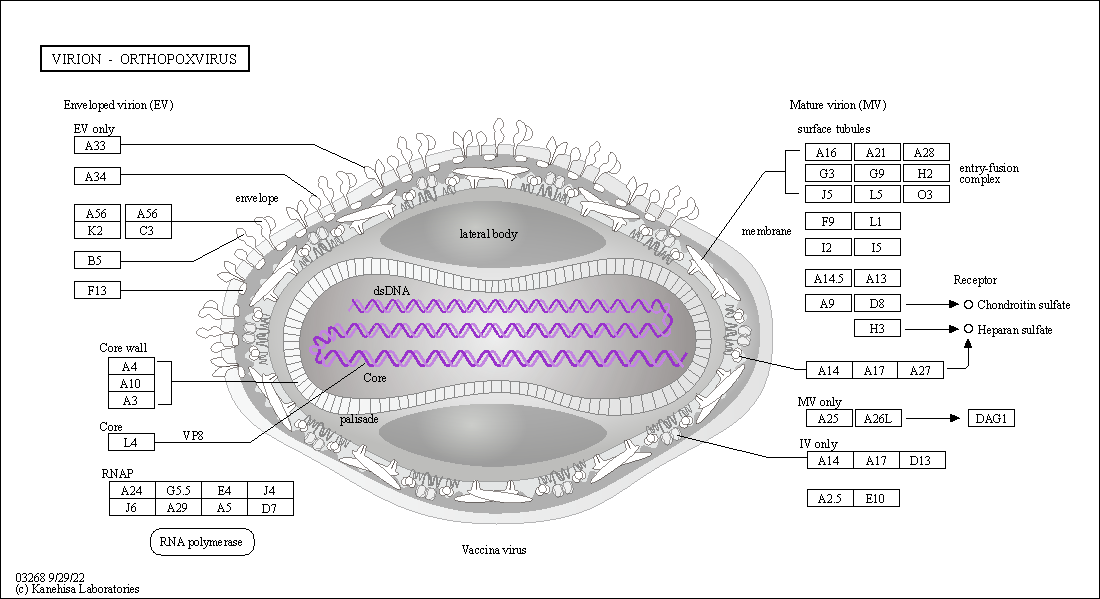 VIRION - ORTHOPOXVIRUS
Enveloped virion (EV)
EV only
A33
A34
envelope
A56 A56
K2 C3
B5
F13
Core wall
A4
A10
A3
Core
L4
VP8
RNAP
A24 G5.5 E4 J4
J6 A29 A5 D7
RNA polymerase
lateral body
dsDNA
Core
palisade
Vaccina virus
Mature virion (MV)
surface tubules
A16 A21 A28
G3 G9 H2
J5 L5 O3
entry-fusion
complex
membrane
F9 L1
I2 I5
A14.5 A13
A9 D8
H3
Receptor
Chondroitin sulfate
Heparan sulfate
A14 A17 A27
MV only
A25 A26L
DAG1
IV only
A14 A17 D13
A2.5 E10
03268 9/29/22
(c) Kanehisa Laboratories